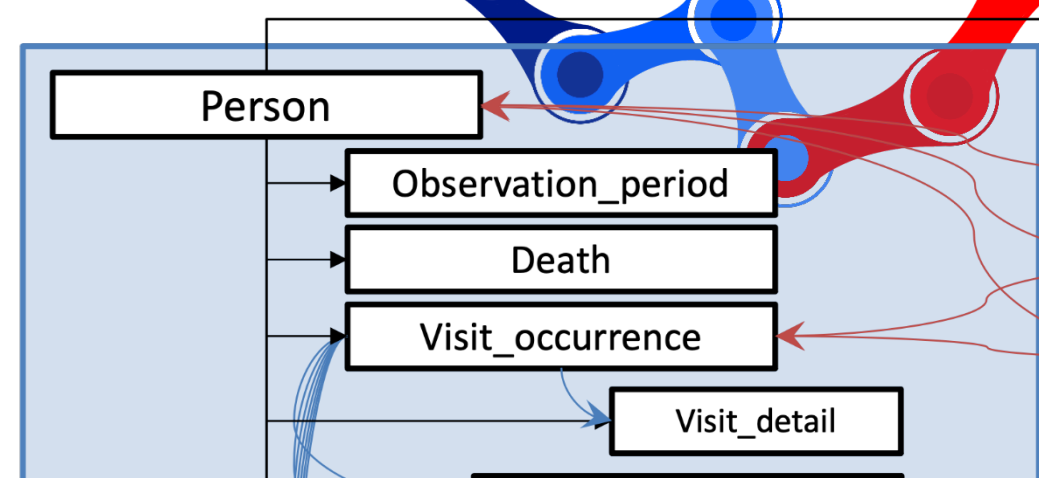 Person
Observation_period
Death
Visit_occurrence
Visit_detail